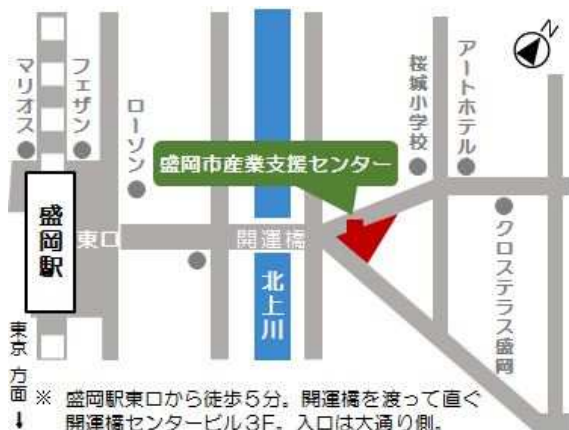 N
マリオス
フェザン
ローソン
桜城小学校
アートホテル
盛岡市産業支援センター
盛岡駅
東口
開運橋
北上川
クロステラス盛岡
東京 方面 ↓
※ 盛岡駅東口から徒歩5分。開運橋を渡って直ぐ
開運橋センタービル3F。入口は大通り側。